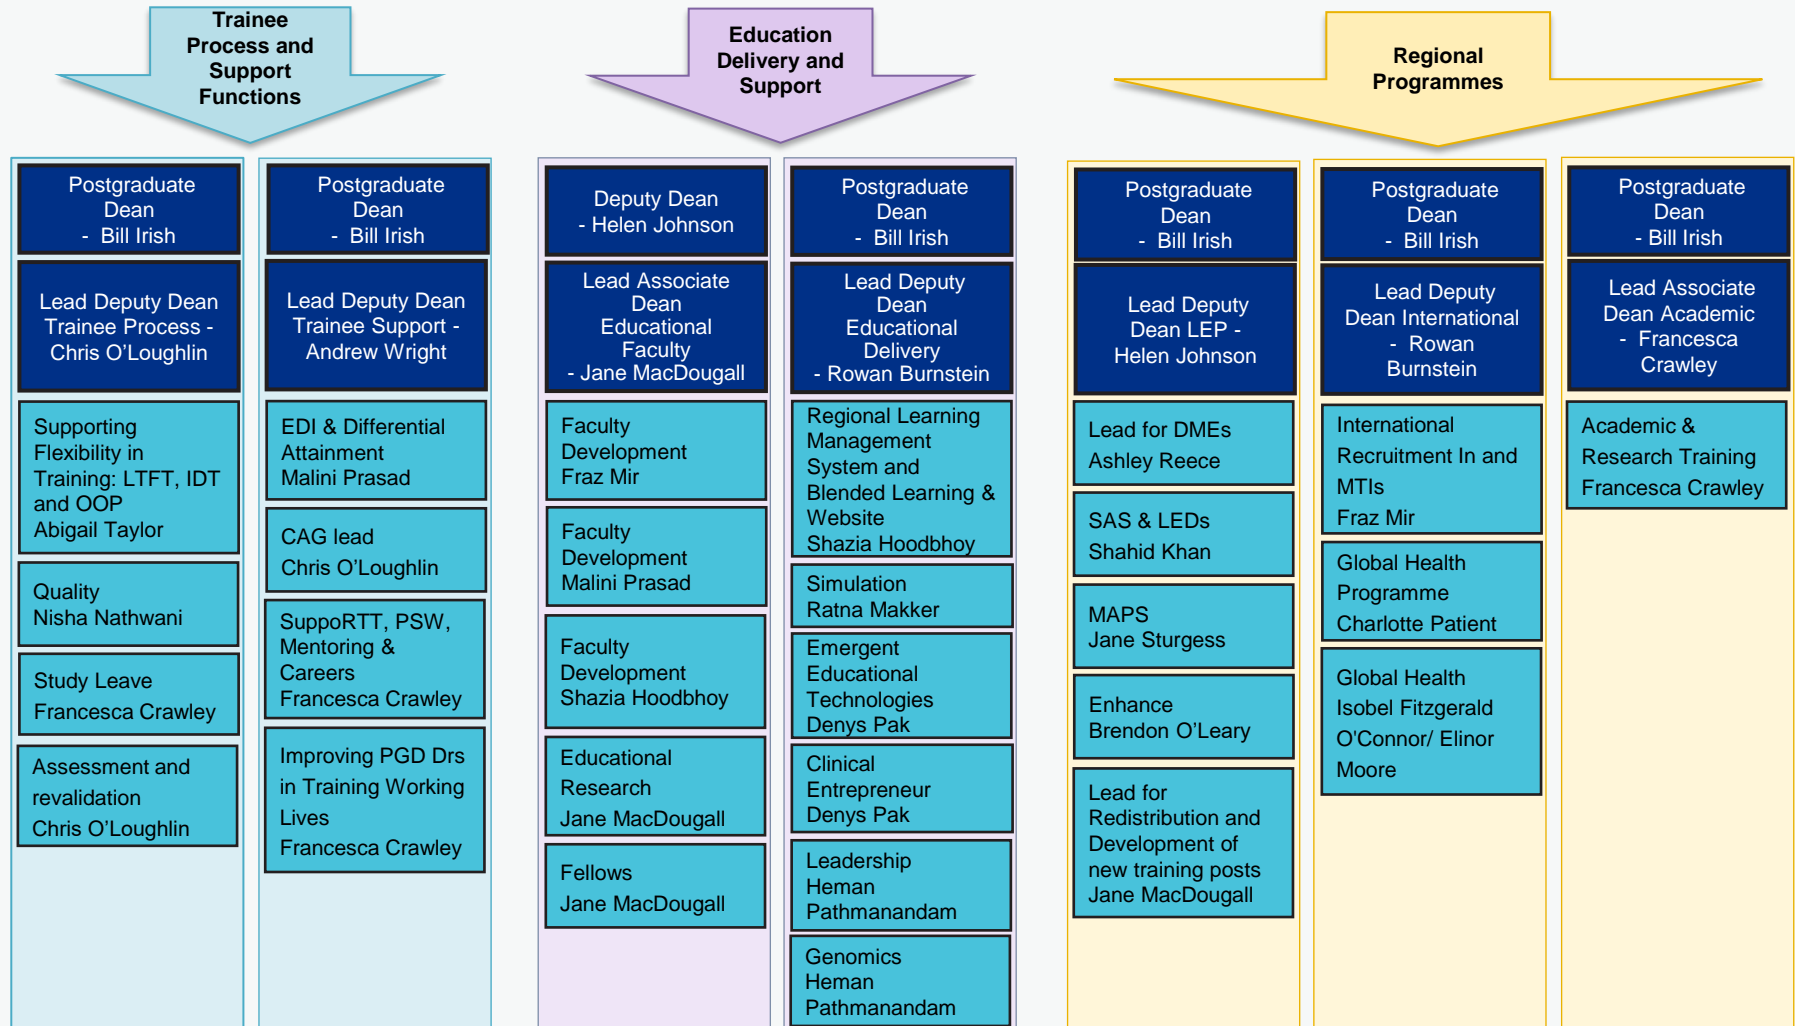 Trainee
Process and
Support
Functions
Education
Delivery and
Support
Regional
Programmes
Postgraduate
Dean
- Bill Irish
Lead Deputy Dean
Trainee Process -
Chris O'Loughlin
Supporting
Flexibility in
Training: LTFT, IDT
and OOP
Abigail Taylor
Quality
Nisha Nathwani
Study Leave
Francesca Crawley
Assessment and
revalidation
Chris O'Loughlin
Postgraduate
Dean
- Bill Irish
Lead Deputy Dean
Trainee Support -
Andrew Wright
EDI & Differential
Attainment
Malini Prasad
CAG lead
Chris O'Loughlin
SuppoRTT, PSW,
Mentoring &
Careers
Francesca Crawley
Improving PGD Drs
in Training Working
Lives
Francesca Crawley
Deputy Dean
- Helen Johnson
Lead Associate
Dean
Educational
Faculty
- Jane MacDougall
Faculty
Development
Fraz Mir
Faculty
Development
Malini Prasad
Faculty
Development
Shazia Hoodbhoy
Educational
Research
Jane MacDougall
Fellows
Jane MacDougall
Postgraduate
Dean
- Bill Irish
Lead Deputy
Dean
Educational
Delivery
- Rowan Burnstein
Regional Learning
Management
System and
Blended Learning &
Website
Shazia Hoodbhoy
Simulation
Ratna Makker
Emergent
Educational
Technologies
Denys Pak
Clinical
Entrepreneur
Denys Pak
Leadership
Heman
Pathmanandam
Genomics
Heman
Pathmanandam
Postgraduate
Dean
- Bill Irish
Lead Deputy
Dean LEP -
Helen Johnson
Lead for DMEs
Ashley Reece
SAS & LEDs
Shahid Khan
MAPS
Jane Sturgess
Enhance
Brendon O'Leary
Lead for
Redistribution and
Development of
new training posts
Jane MacDougall
Postgraduate
Dean
- Bill Irish
Lead Deputy
Dean International
- Rowan
Burnstein
International
Recruitment In and
MTIs
Fraz Mir
Global Health
Programme
Charlotte Patient
Global Health
Isobel Fitzgerald
O'Connor/ Elinor
Moore
Postgraduate
Dean
- Bill Irish
Lead Associate
Dean Academic
- Francesca
Crawley
Academic &
Research Training
Francesca Crawley